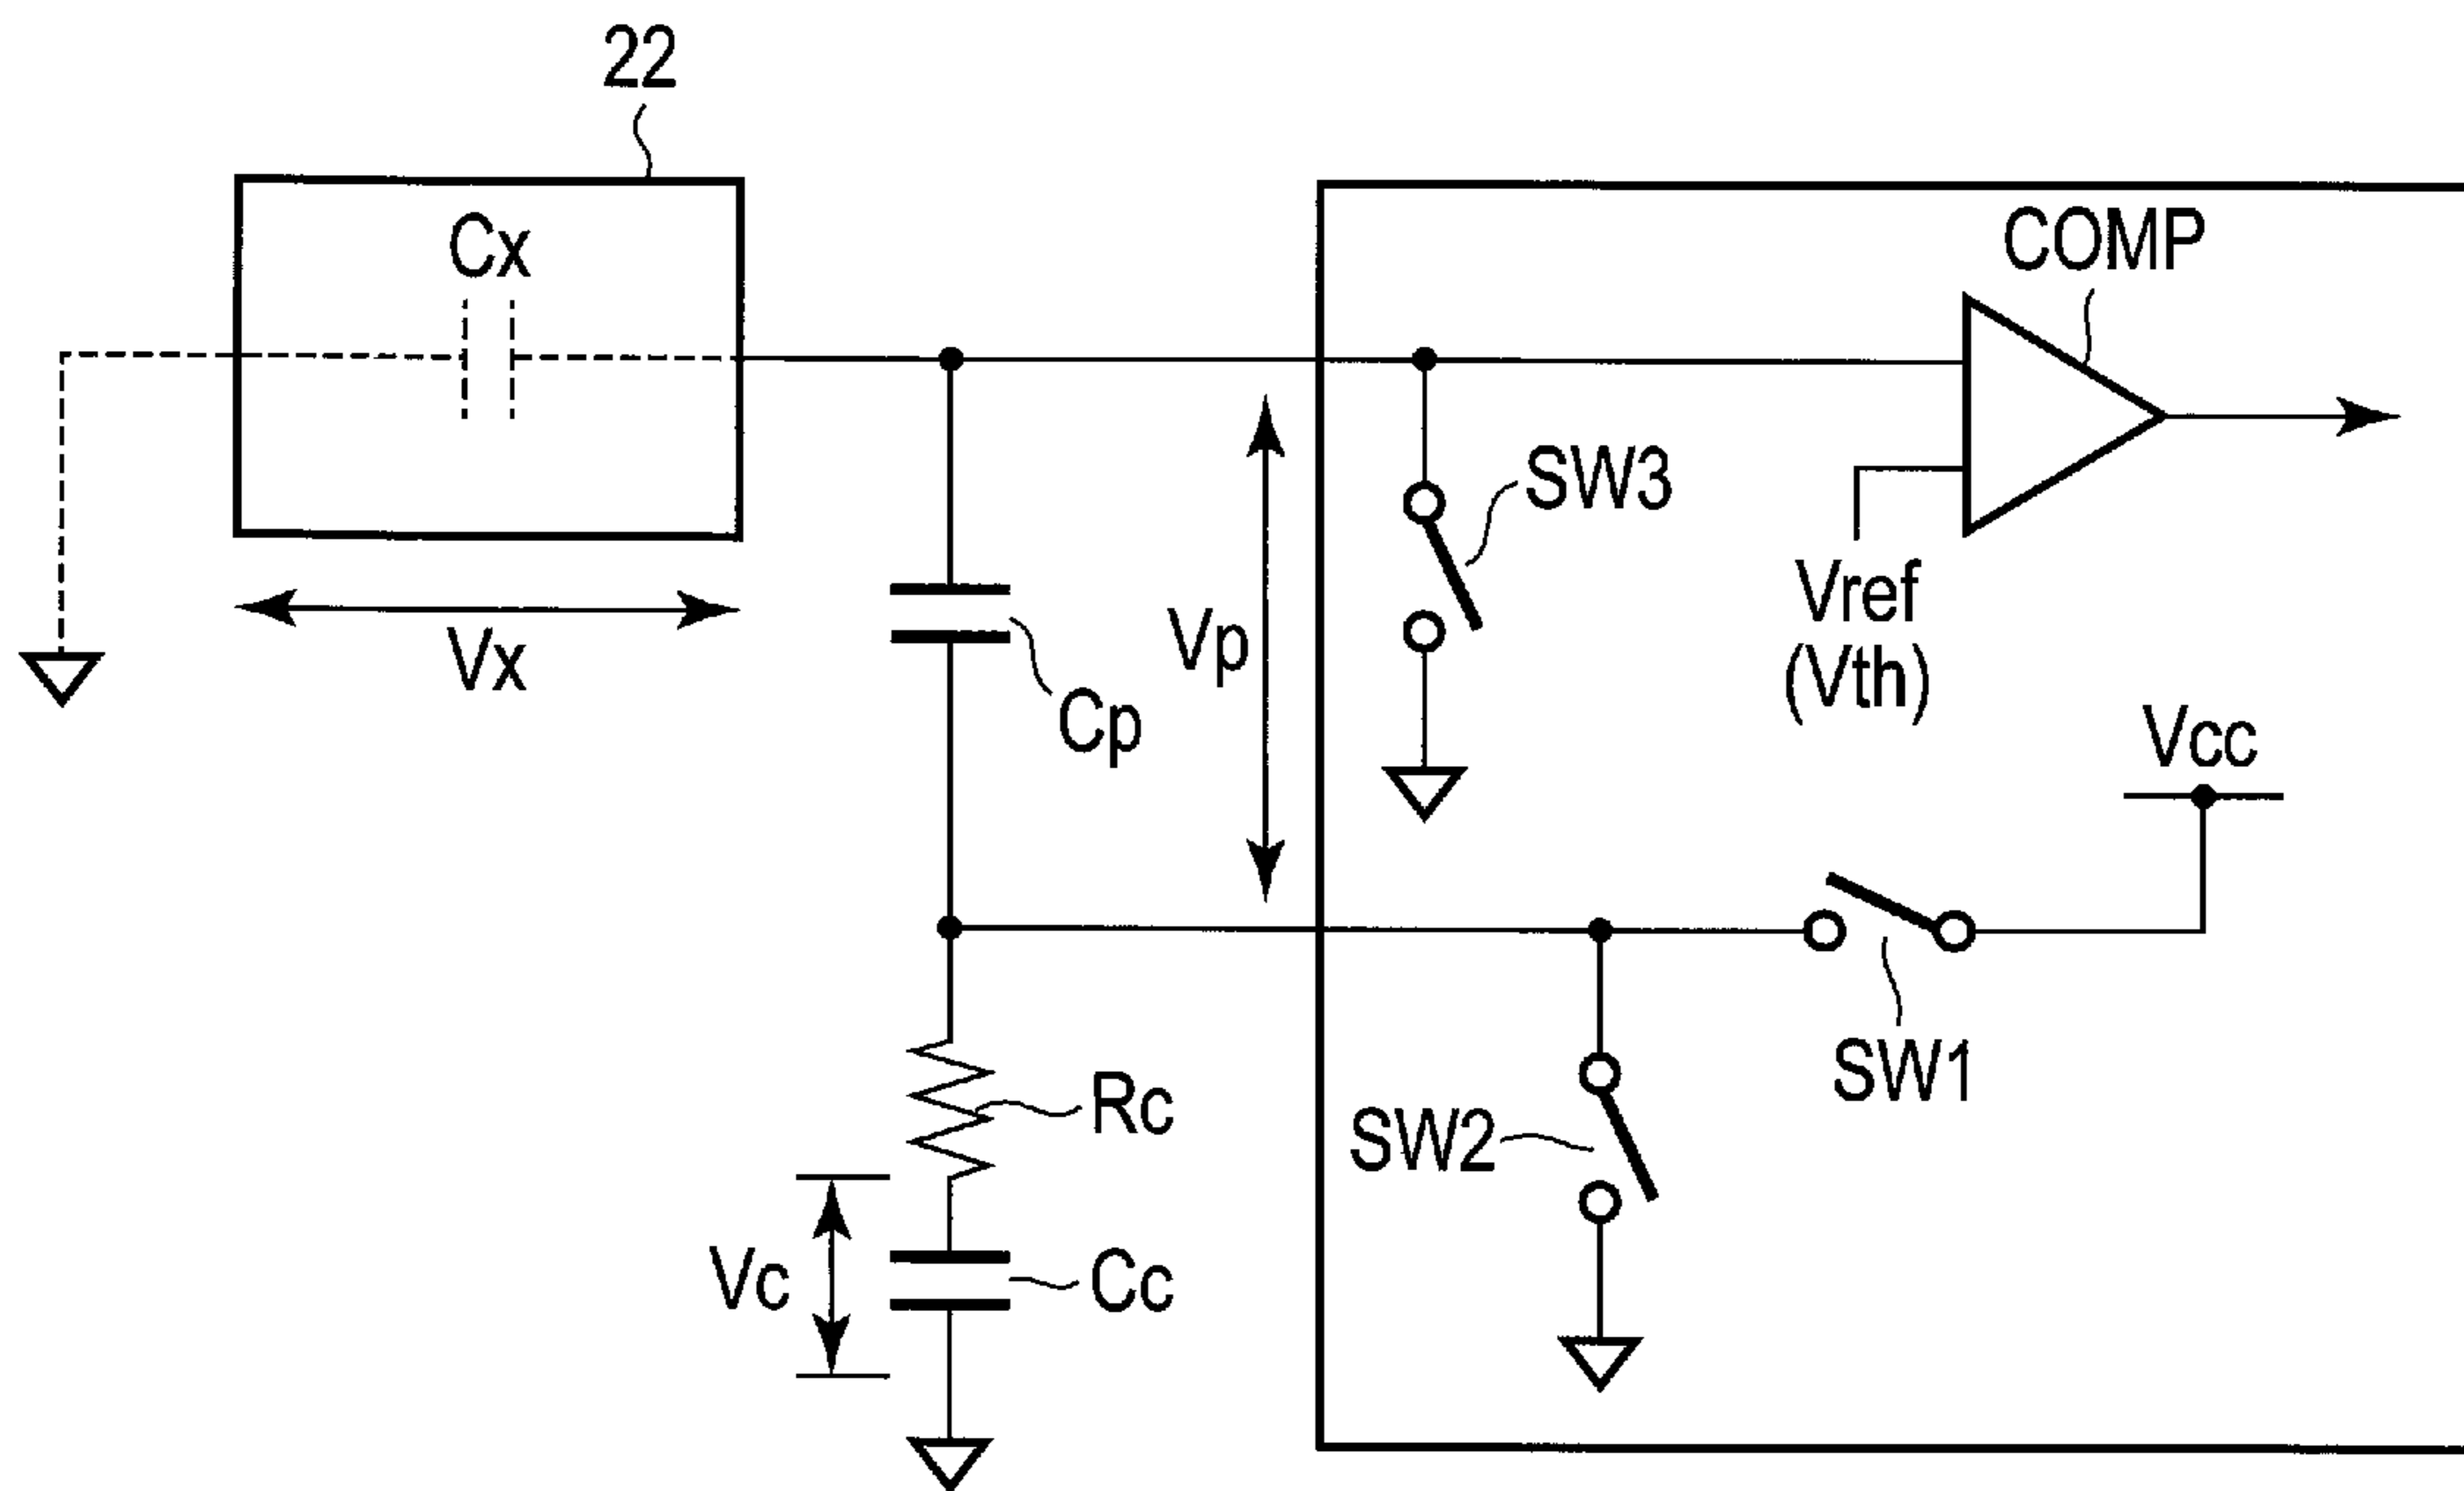 22
Cx
COMP
SW3
Vref
(Vth)
Vx
Vp
Cp
Vcc
SW1
Rc
SW2
Vc
Cc